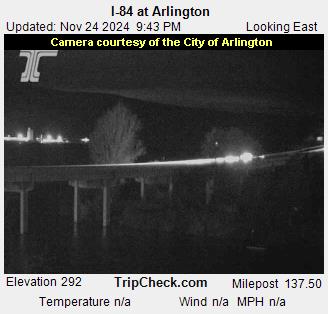 I-84 at Arlington
Updated: Nov 24 2024 9:43 PM Looking East
Camera courtesy of the City of Arlington
Elevation 292 TripCheck.com Milepost 137.50
Temperature n/a Wind n/a MPH n/a